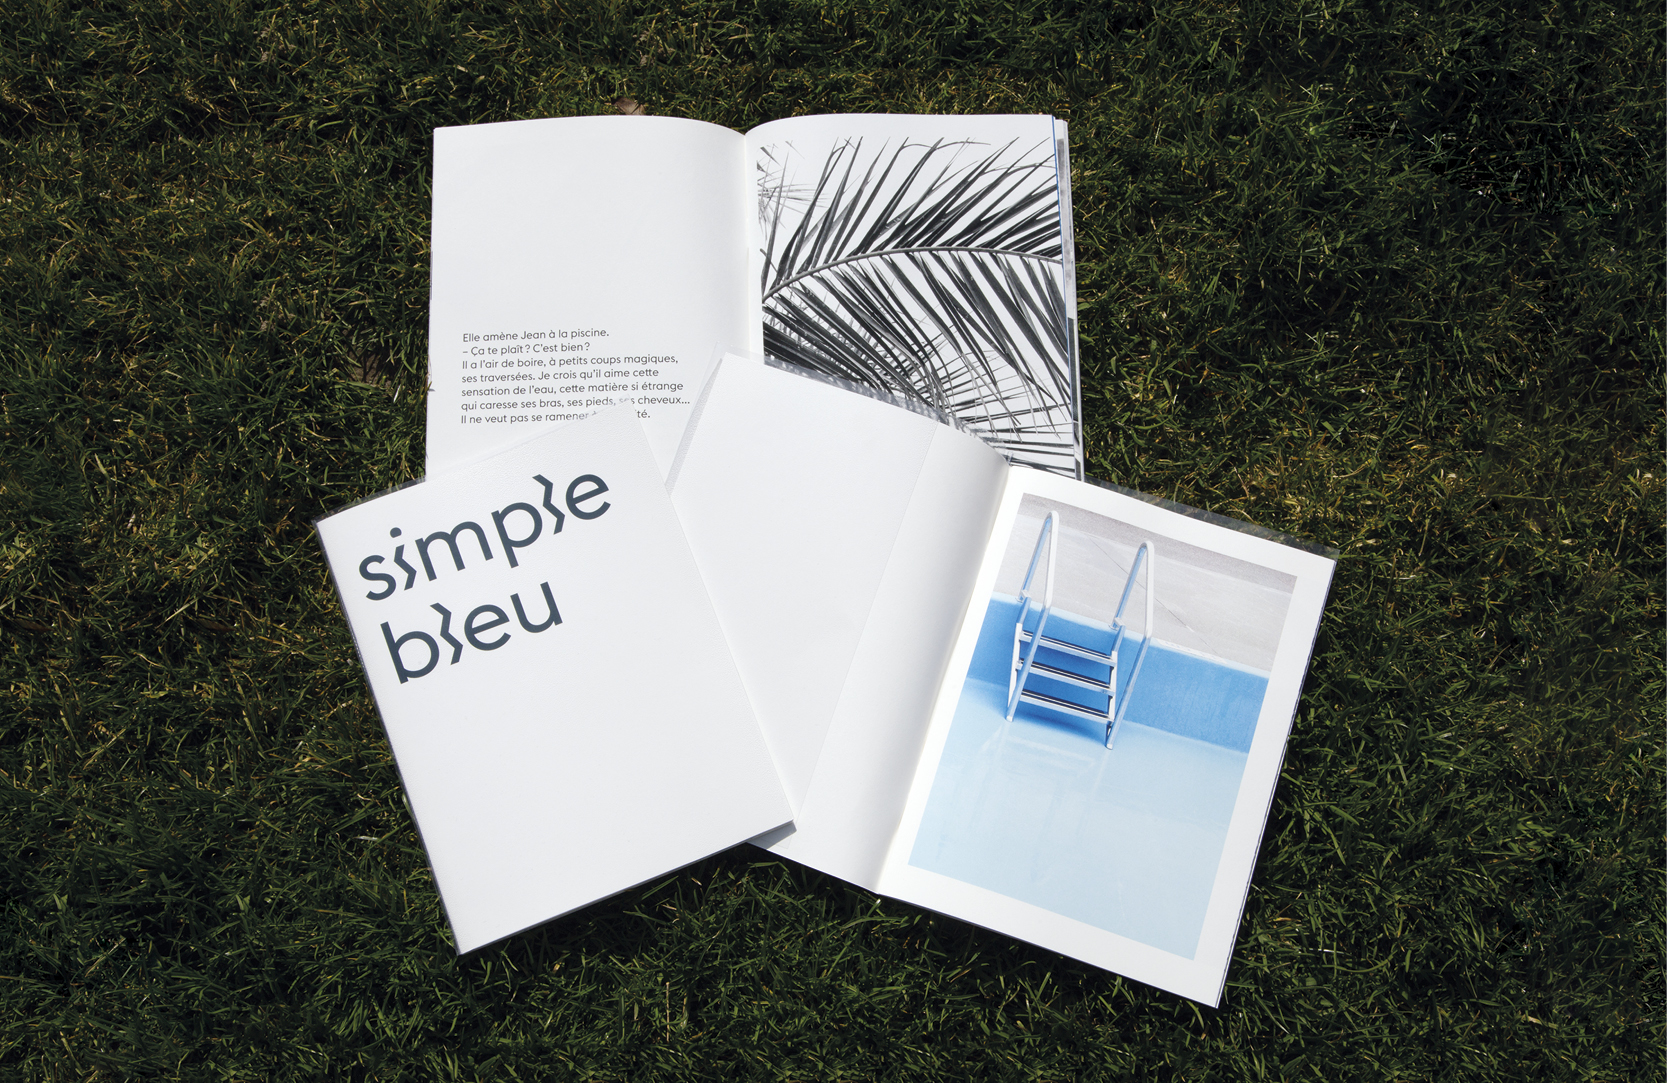 Elle amène Jean à la piscine.
– Ça te plaît ? C'est bien ?
Il a l'air de boire, à petits coups magiques,
ses traversées. Je crois qu'il aime cette
sensation de l'eau, cette matière si étrange
qui caresse ses bras, ses pieds, ses cheveux...
Il ne veut pas se ramener
simple
bleu